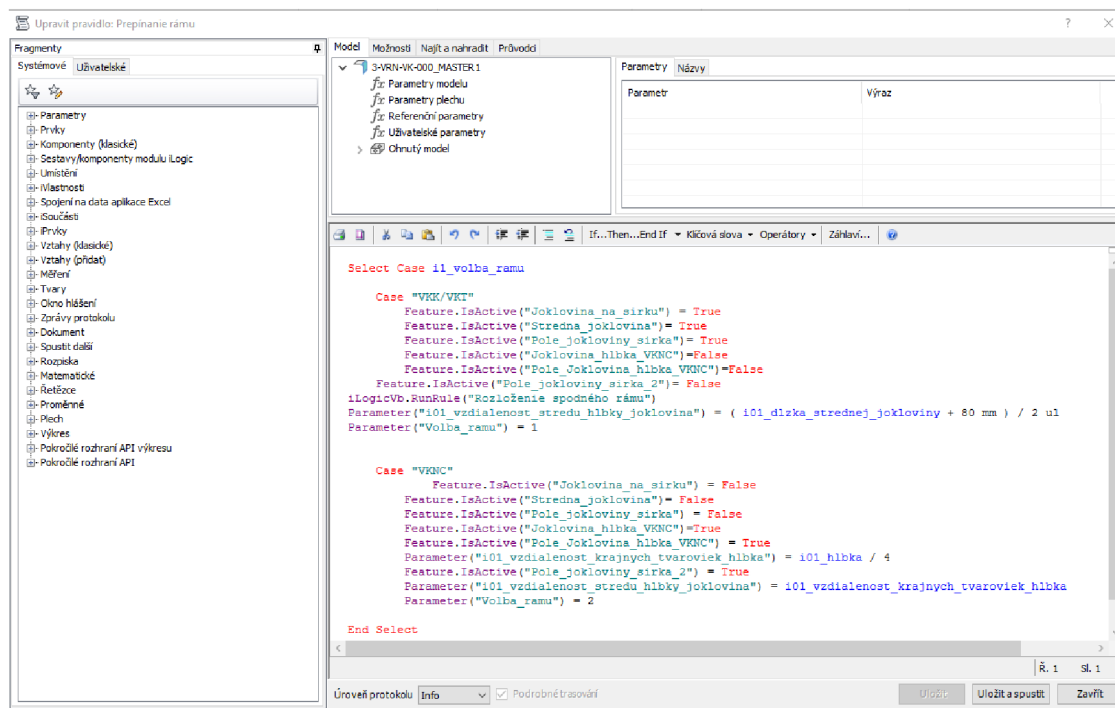 Upravit pravidlo: Prepínanie rámu
?
Fragmenty
Systémové Uživatelské
Parametry
Prvky
Komponenty (klasické)
Sestavy/komponenty modulu iLogic
Umístění
iVlastnosti
Spojení na data aplikace Excel
iSoučásti
iPrvky
Vztahy (klasické)
Vztahy (přidat)
Měření
Tvary
Okno hlášení
Zprávy protokolu
Dokument
Spustit další
Rozpiska
Matematické
Řetězce
Proměnné
Plech
Výkres
Pokročilé rozhraní API výkresu
Pokročilé rozhraní API
Model Možnosti Najít a nahradit Průvodci
3-VRN-VK-000_MASTER1
fx Parametry modelu
fx Parametry plechu
fx Referenční parametry
fx Uživatelské parametry
Ohnutý model
Parametry Názvy
Parametr Výraz
If...Then...End If Klíčová slova Operátory Záhlaví...
Select Case i1_volba_ramu
Case "VKK/VKT"
Feature.IsActive("Joklovina_na_sirku") = True
Feature.IsActive("Stredna_joklovina")= True
Feature.IsActive("Pole_jokloviny_sirka")= True
Feature.IsActive("Joklovina_hlbka_VKNC")=False
Feature.IsActive("Pole_Joklovina_hlbka_VKNC")=False
Feature.IsActive("Pole_jokloviny_sirka_2")= False
iLogicVb.RunRule("Rozloženie spodného rámu")
Parameter("i01_vzdialenost_stredu_hlbky_joklovina") = ( i01_dlzka_strednej_jokloviny + 80 mm ) / 2 ul
Parameter("Volba_ramu") = 1
Case "VKNC"
Feature.IsActive("Joklovina_na_sirku") = False
Feature.IsActive("Stredna_joklovina")= False
Feature.IsActive("Pole_jokloviny_sirka") = False
Feature.IsActive("Joklovina_hlbka_VKNC")=True
Feature.IsActive("Pole_Joklovina_hlbka_VKNC") = True
Parameter("i01_vzdialenost_krajnych_tvaroviek_hlbka") = i01_hlbka / 4
Feature.IsActive("Pole_jokloviny_sirka_2") = True
Parameter("i01_vzdialenost_stredu_hlbky_joklovina") = i01_vzdialenost_krajnych_tvaroviek_hlbka
Parameter("Volba_ramu") = 2
End Select
Ř. 1 Sl. 1
Úroveň protokolu Info Podrobné trasování Uložit Uložit a spustit Zavřít